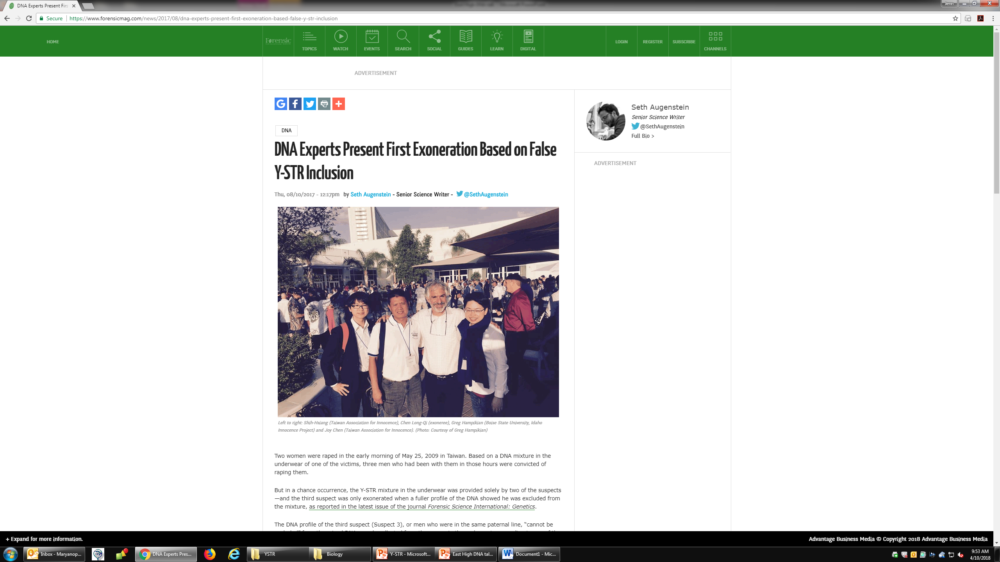 DNA Experts Present Firs
Jenn
Secure https://www.forensicmag.com/news/2017/08/dna-experts-present-first-exoneration-based-false-y-str-inclusion
HOME
Forensic
TOPICS
WATCH
EVENTS
SEARCH
SOCIAL
GUIDES
LEARN
DIGITAL
LOGIN
REGISTER
SUBSCRIBE
CHANNELS
ADVERTISEMENT
DNA
DNA Experts Present First Exoneration Based on False
Y-STR Inclusion
Thu, 08/10/2017 - 12:17pm by Seth Augenstein - Senior Science Writer - @SethAugenstein
Left to right: Shih-Hsiang (Taiwan Association for Innocence), Chen Long-Qi (exoneree), Greg Hampikian (Boise State University, Idaho
Innocence Project) and Joy Chen (Taiwan Association for Innocence). (Photo: Courtesy of Greg Hampikian)
Two women were raped in the early morning of May 25, 2009 in Taiwan. Based on a DNA mixture in the
underwear of one of the victims, three men who had been with them in those hours were convicted of
raping them.
But in a chance occurrence, the Y-STR mixture in the underwear was provided solely by two of the suspects
—and the third suspect was only exonerated when a fuller profile of the DNA showed he was excluded from
the mixture, as reported in the latest issue of the journal Forensic Science International: Genetics.
The DNA profile of the third suspect (Suspect 3), or men who were in the same paternal line, “cannot be
Seth Augenstein
Senior Science Writer
@SethAugenstein
Full Bio >
ADVERTISEMENT
+ Expand for more information.
Advantage Business Media © Copyright 2018 Advantage Business Media
Inbox - Maryanop...
DNA Experts Pres...
YSTR
Biology
Y-STR - Microsoft...
East High DNA tal...
Document1 - Mic...
9:53 AM
4/10/2018